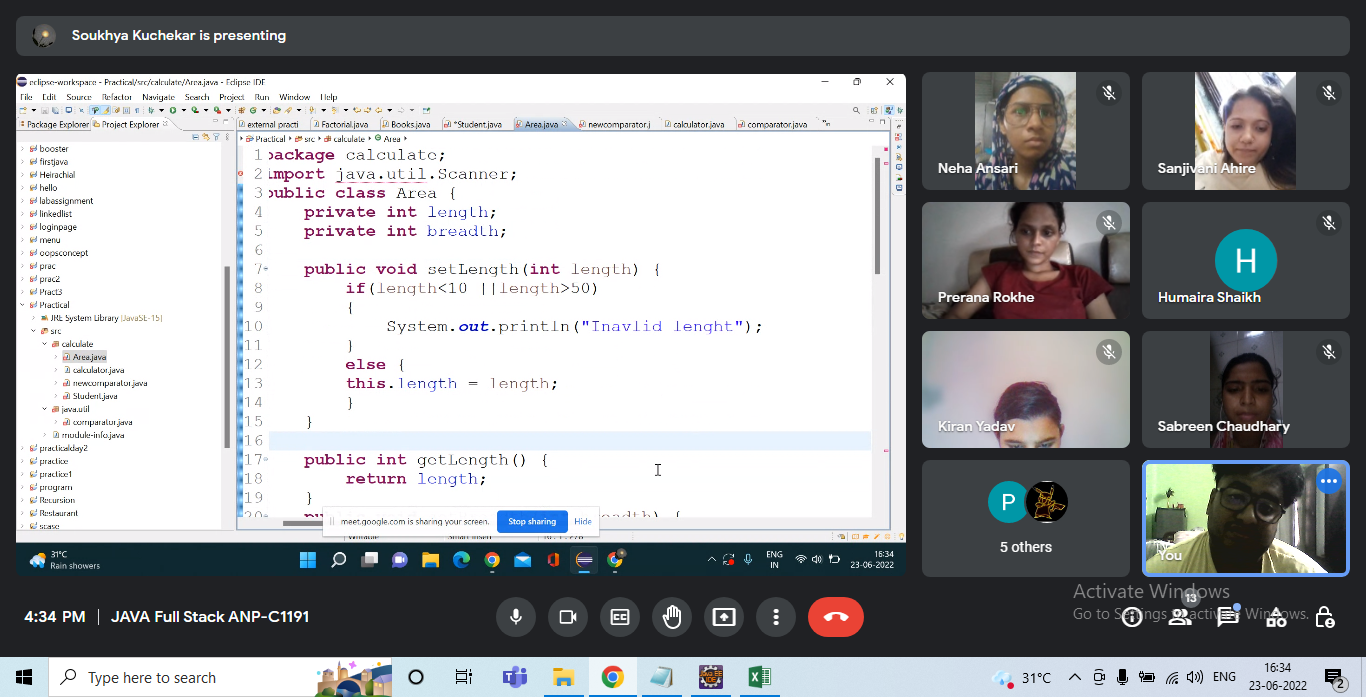 Soukhya Kuchekar is presenting
eclipse-workspace - Practical/src/calculate/Area.java - Eclipse IDE
File Edit Source Refactor Navigate Search Project Run Window Help
Package Explorer Project Explorer
external practi Factorial.java Books.java *Student.java Area.java newcomparator.j calculator.java comparator.java
Practical src calculate Area
booster
firstjava
Heirachial
hello
labassignment
linkedlist
loginpage
menu
oopsconcept
prac
prac2
Pract3
Practical
JRE System Library [JavaSE-15]
src
calculate
Area.java
calculator.java
newcomparator.java
Student.java
java.util
comparator.java
module-info.java
practicalday2
practice
practice1
program
Recursion
Restaurant
scase
1 package calculate;
2 import java.util.Scanner;
3 public class Area {
4 private int length;
5 private int breadth;
6
7 public void setLength(int length) {
8 if(length<10 ||length>50)
9 {
10 System.out.println("Inavlid lenght");
11 }
12 else {
13 this.length = length;
14 }
15 }
16
17 public int getLength() {
18 return length;
19 }
20
meet.google.com is sharing your screen. Stop sharing Hide
31°C
Rain showers
ENG
IN
16:34
23-06-2022
Neha Ansari
Sanjivani Ahire
Prerana Rokhe
H
Humaira Shaikh
Kiran Yadav
Sabreen Chaudhary
P
5 others
You
Activate Windows
Go to Settings to activate Windows.
4:34 PM | JAVA Full Stack ANP-C1191
13
Type here to search
31°C ENG
16:34
23-06-2022
2